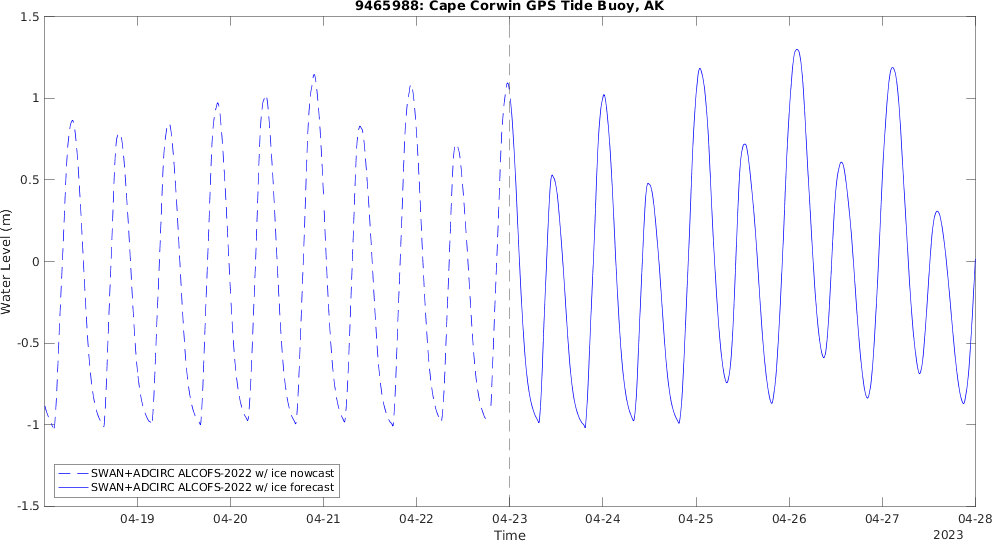 9465988: Cape Corwin GPS Tide Buoy, AK
1.5
1
0.5
0
-0.5
-1
-1.5
Water Level (m)
SWAN+ADCIRC ALCOFS-2022 w/ ice nowcast
SWAN+ADCIRC ALCOFS-2022 w/ ice forecast
04-19 04-20 04-21 04-22 04-23 04-24 04-25 04-26 04-27 04-28
Time
2023